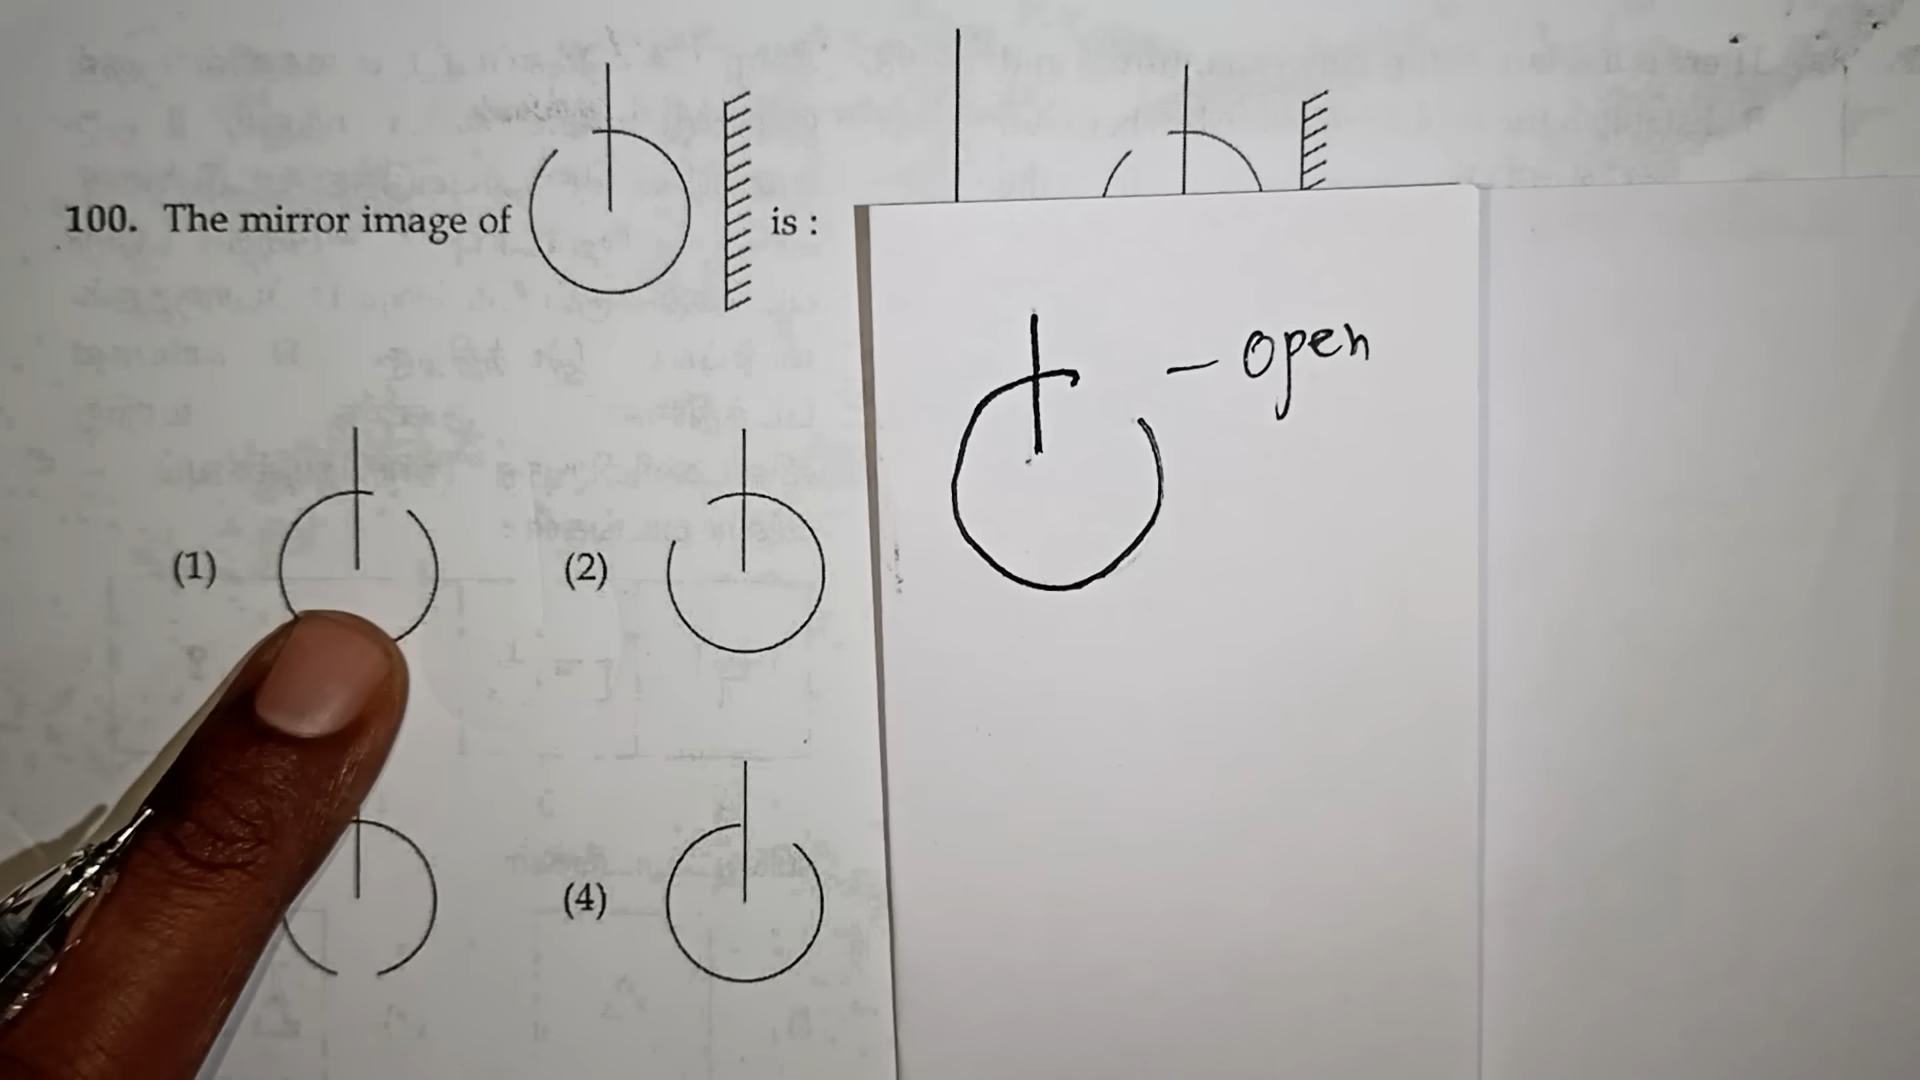 100. The mirror image of is :
- open
(1)
(2)
(4)